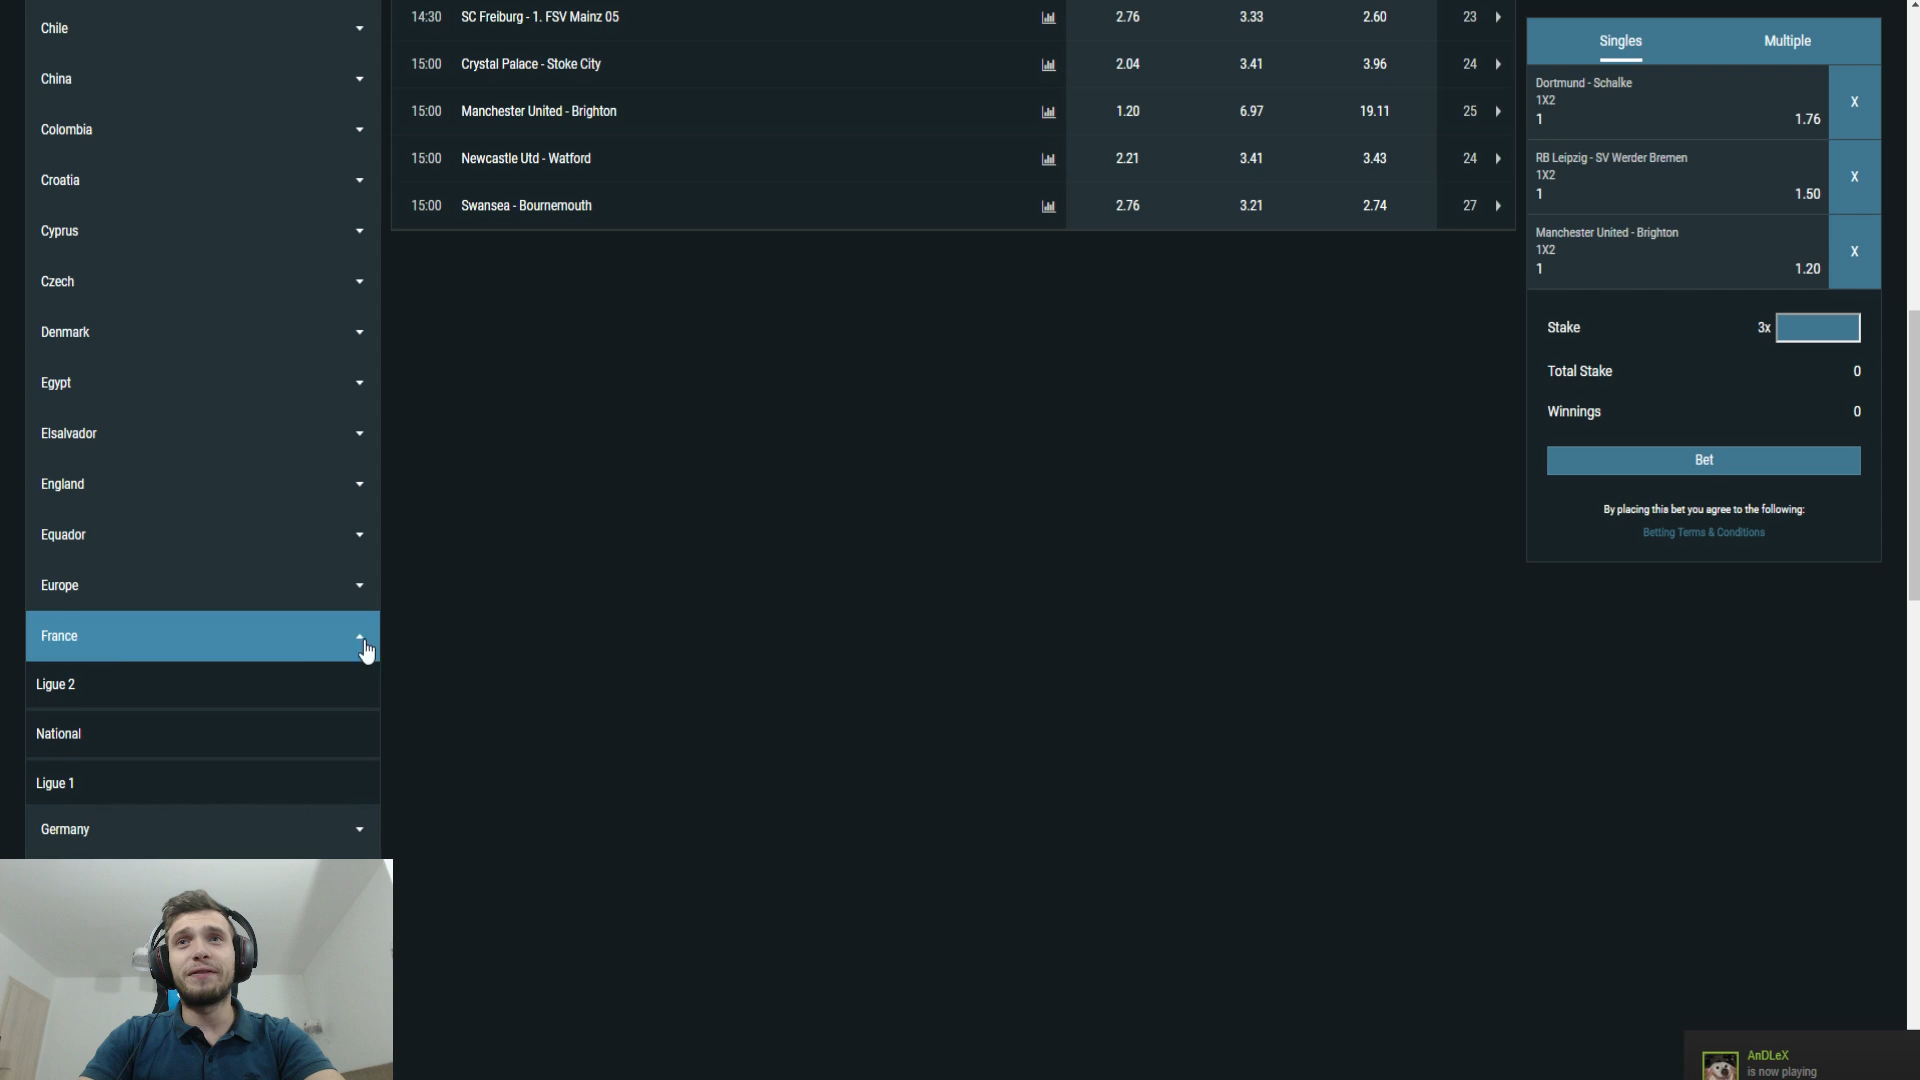 Chile
China
Colombia
Croatia
Cyprus
Czech
Denmark
Egypt
Elsalvador
England
Equador
Europe
France
Ligue 2
National
Ligue 1
Germany
14:30 SC Freiburg - 1. FSV Mainz 05 2.76 3.33 2.60 23
15:00 Crystal Palace - Stoke City 2.04 3.41 3.96 24
15:00 Manchester United - Brighton 1.20 6.97 19.11 25
15:00 Newcastle Utd - Watford 2.21 3.41 3.43 24
15:00 Swansea - Bournemouth 2.76 3.21 2.74 27
Singles Multiple
Dortmund - Schalke
1X2
1 1.76
X
RB Leipzig - SV Werder Bremen
1X2
1 1.50
X
Manchester United - Brighton
1X2
1 1.20
X
Stake 3x
Total Stake 0
Winnings 0
Bet
By placing this bet you agree to the following:
Betting Terms & Conditions
AnDLeX
is now playing